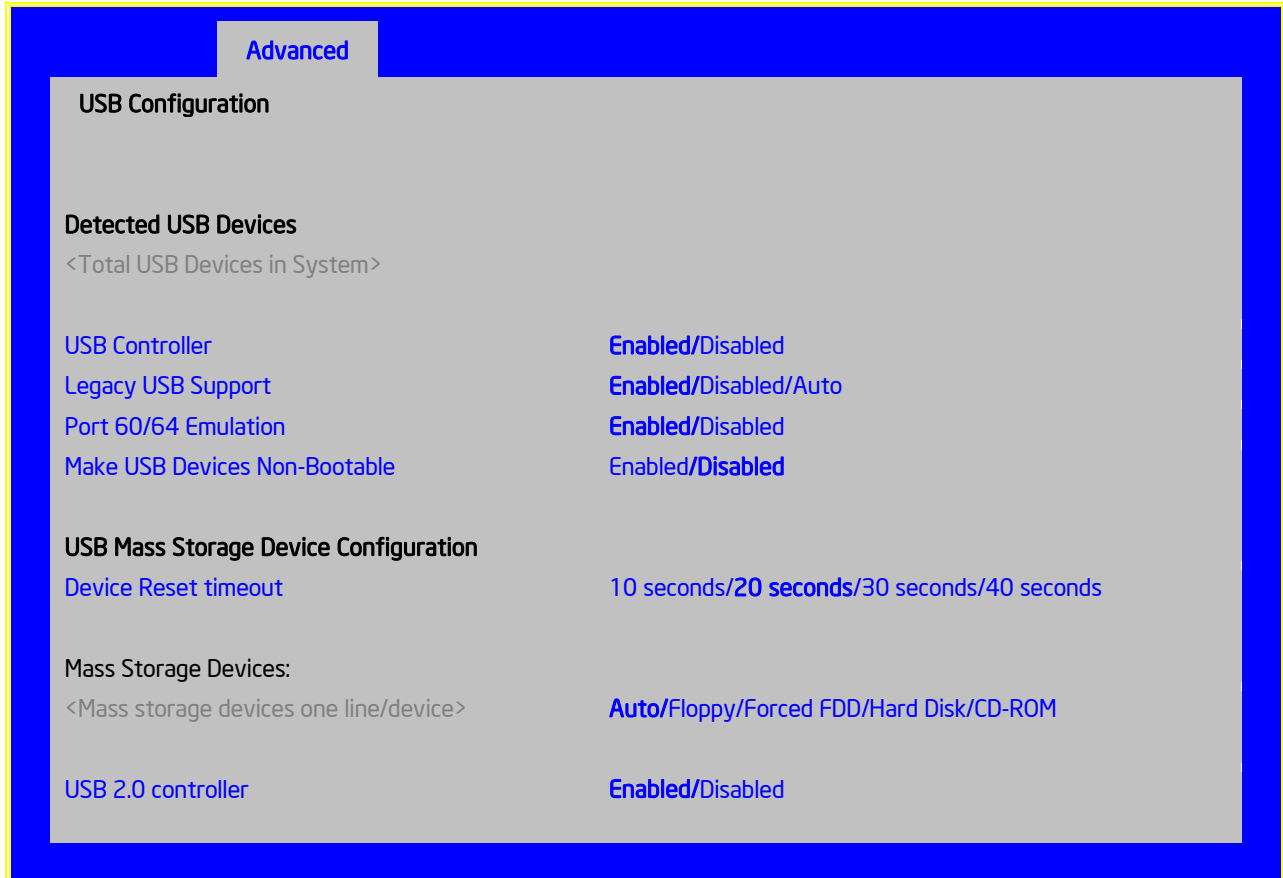 Advanced
USB Configuration
Detected USB Devices
<Total USB Devices in System>
USB Controller Enabled/Disabled
Legacy USB Support Enabled/Disabled/Auto
Port 60/64 Emulation Enabled/Disabled
Make USB Devices Non-Bootable Enabled/Disabled
USB Mass Storage Device Configuration
Device Reset timeout 10 seconds/20 seconds/30 seconds/40 seconds
Mass Storage Devices:
<Mass storage devices one line/device> Auto/Floppy/Forced FDD/Hard Disk/CD-ROM
USB 2.0 controller Enabled/Disabled